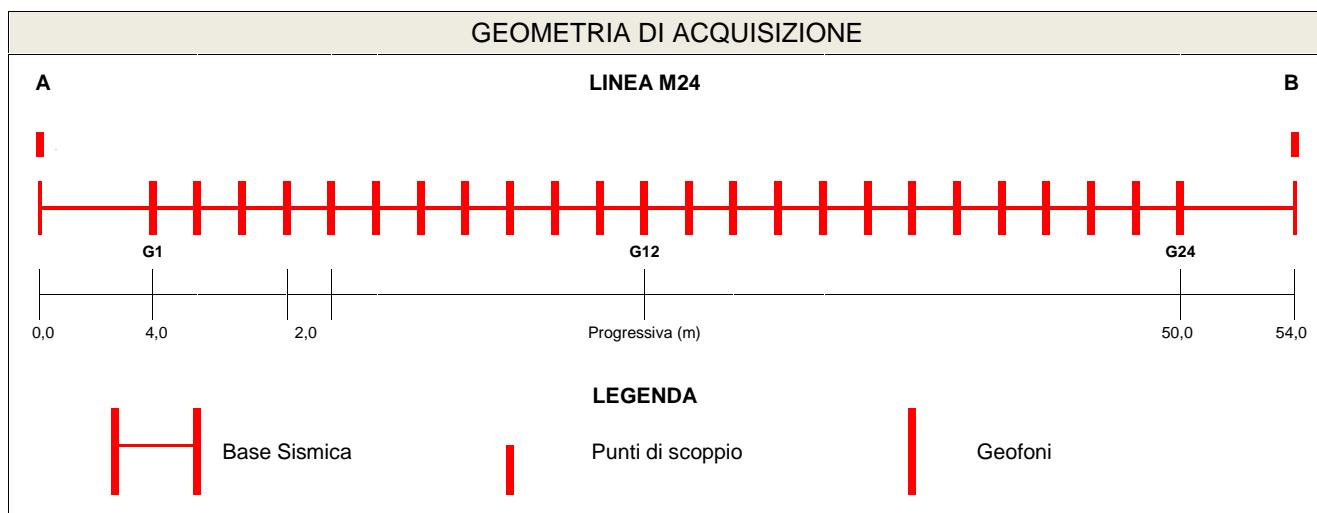 GEOMETRIA DI ACQUISIZIONE
A LINEA M24 B
G1 G12 G24
0,0 4,0 2,0 Progressiva (m) 50,0 54,0
LEGENDA
Base Sismica Punti di scoppio Geofoni